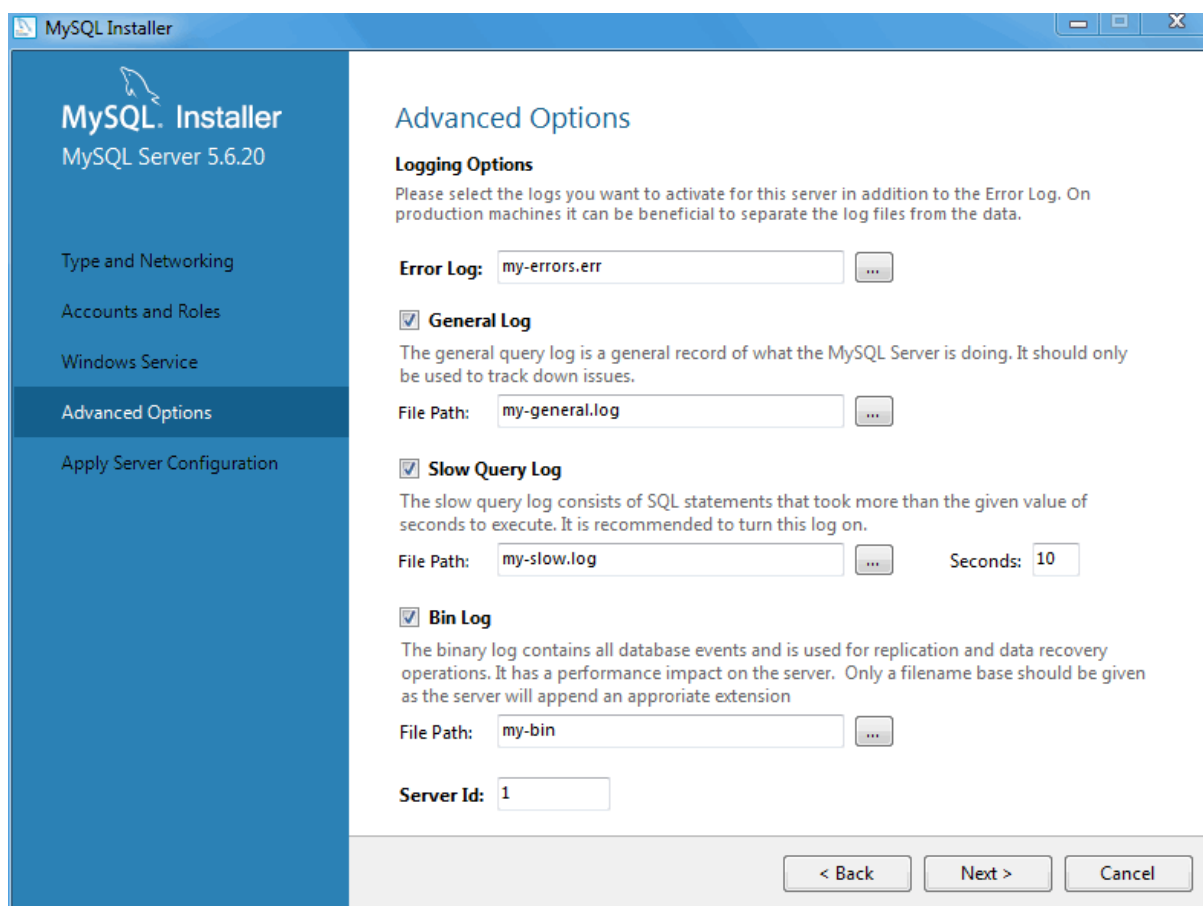 MySQL Installer
MySQL. Installer
MySQL Server 5.6.20
Type and Networking
Accounts and Roles
Windows Service
Advanced Options
Apply Server Configuration
Advanced Options
Logging Options
Please select the logs you want to activate for this server in addition to the Error Log. On
production machines it can be beneficial to separate the log files from the data.
Error Log: my-errors.err ...
General Log
The general query log is a general record of what the MySQL Server is doing. It should only
be used to track down issues.
File Path: my-general.log ...
Slow Query Log
The slow query log consists of SQL statements that took more than the given value of
seconds to execute. It is recommended to turn this log on.
File Path: my-slow.log ... Seconds: 10
Bin Log
The binary log contains all database events and is used for replication and data recovery
operations. It has a performance impact on the server. Only a filename base should be given
as the server will append an approriate extension
File Path: my-bin ...
Server Id: 1
< Back Next > Cancel